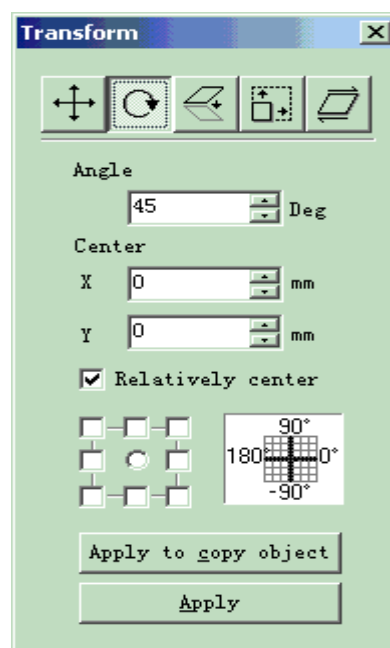 Transform
Angle
45 Deg
Center
X 0 mm
Y 0 mm
Relatively center
90°
180° 0°
-90°
Apply to copy object
Apply